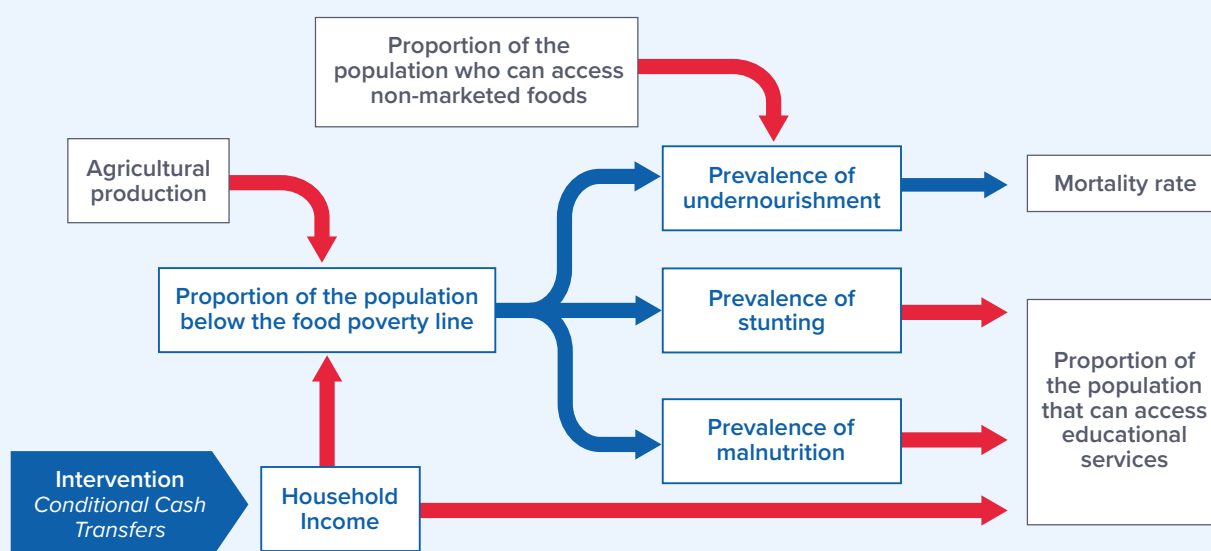 Proportion of the
population who can access
non-marketed foods
Agricultural
production
Prevalence of
undernourishment
Mortality rate
Proportion of the population
below the food poverty line
Prevalence of
stunting
Proportion of
the population
that can access
educational
services
Prevalence of
malnutrition
Intervention
Conditional Cash
Transfers
Household
Income